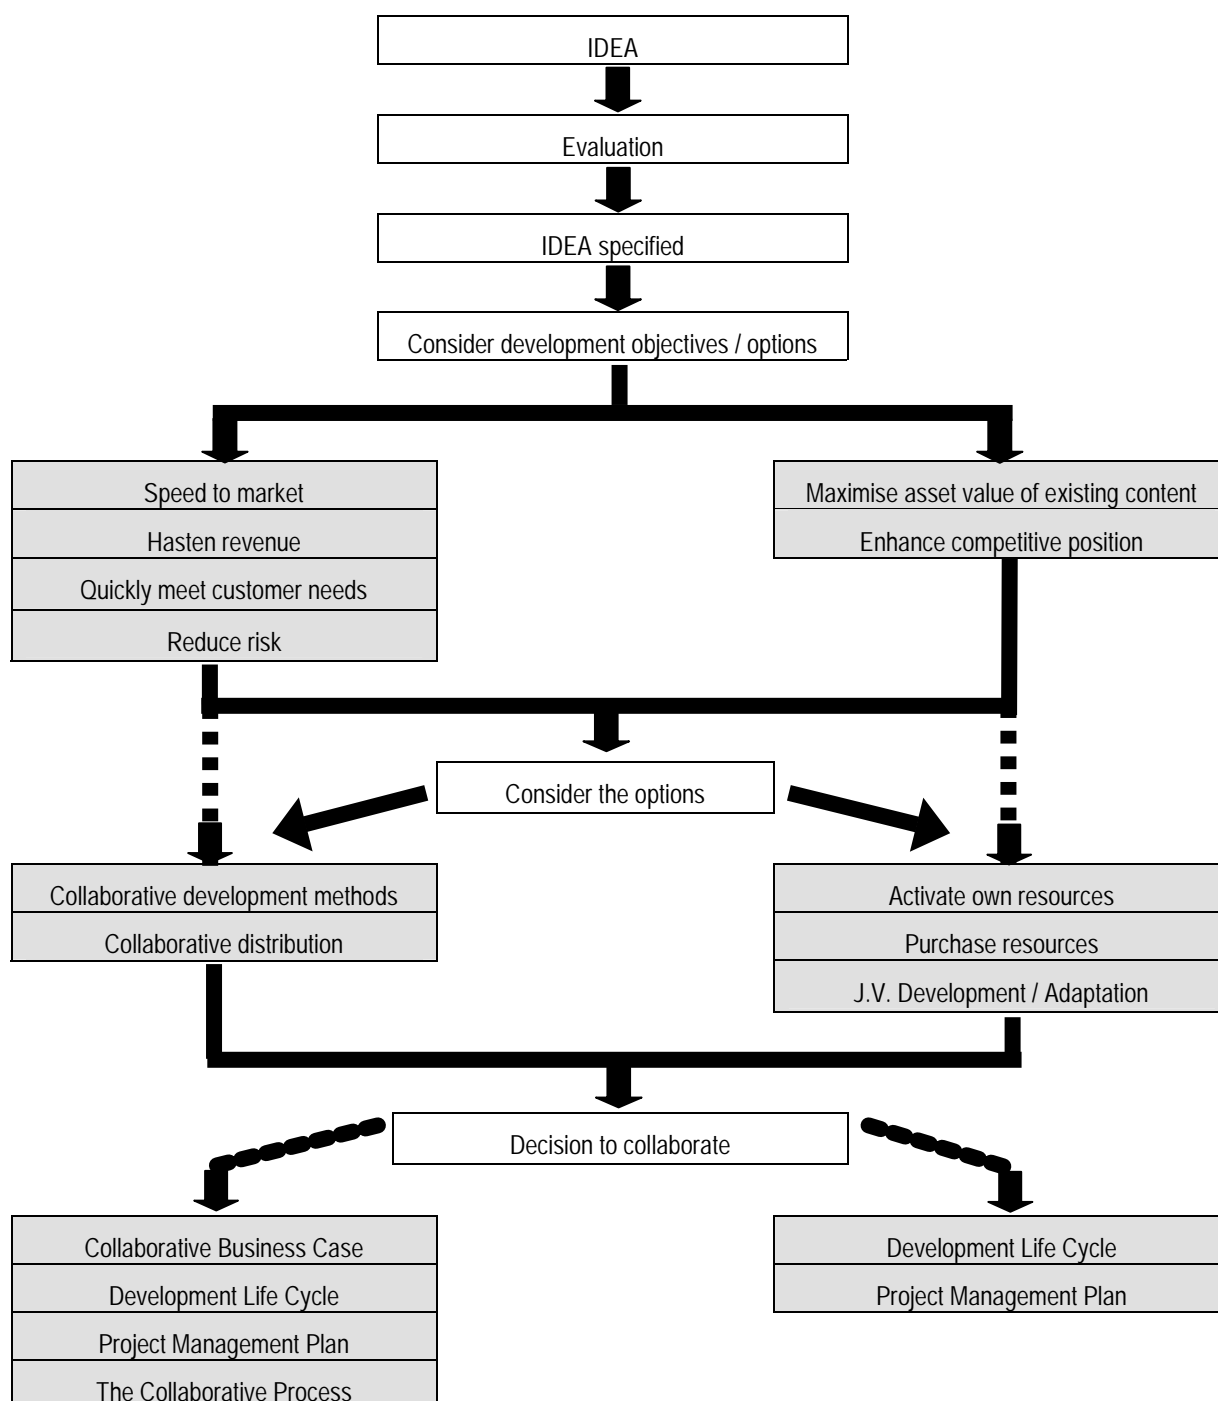 IDEA
Evaluation
IDEA specified
Consider development objectives / options
Speed to market
Hasten revenue
Quickly meet customer needs
Reduce risk
Maximise asset value of existing content
Enhance competitive position
Consider the options
Collaborative development methods
Collaborative distribution
Activate own resources
Purchase resources
J.V. Development / Adaptation
Decision to collaborate
Collaborative Business Case
Development Life Cycle
Project Management Plan
The Collaborative Process
Development Life Cycle
Project Management Plan